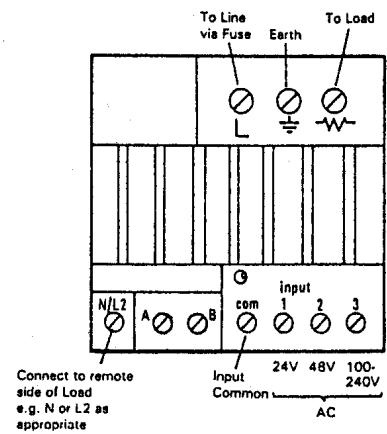 To Line
via Fuse
Earth
To Load
L
input
N/L2
A
B
com
1
2
3
24V
48V
100-
240V
Connect to remote
side of Load
e.g. N or L2 as
appropriate
Input
Common
AC